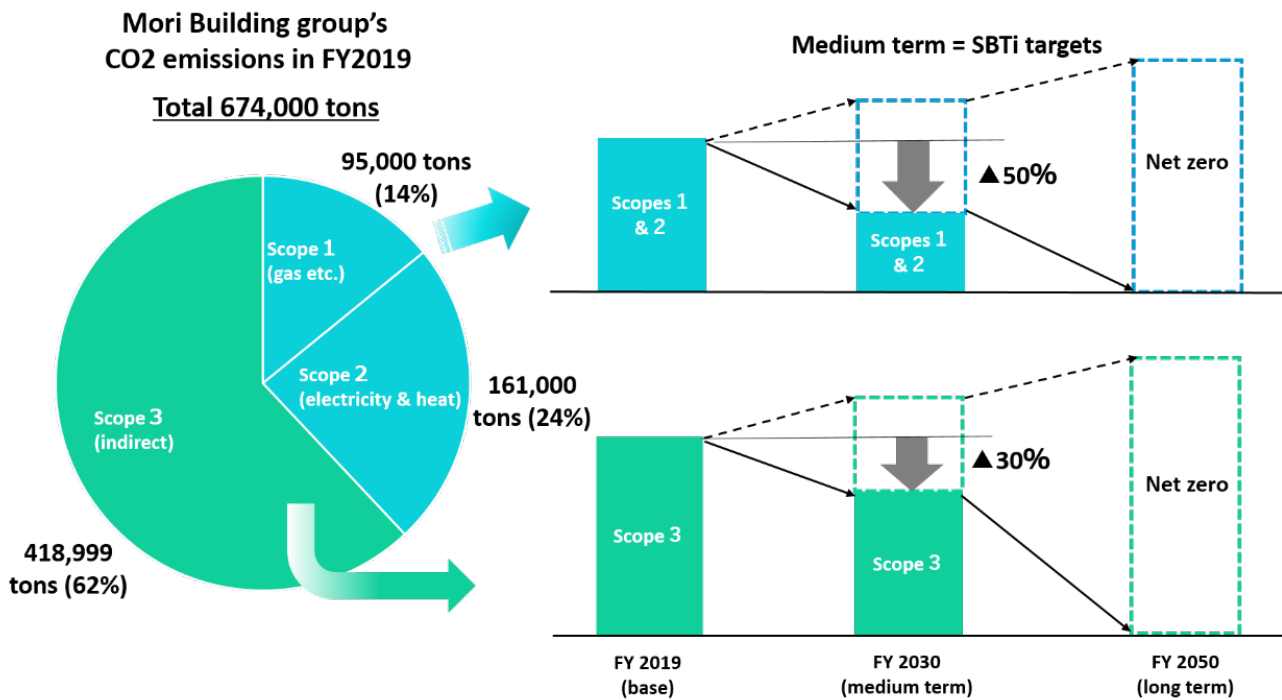 Mori Building group's
CO2 emissions in FY2019
Total 674,000 tons
95,000 tons
(14%)
Scope 1
(gas etc.)
Scope 2
(electricity & heat)
161,000
tons (24%)
Scope 3
(indirect)
418,999
tons (62%)
Medium term = SBTi targets
Scopes 1
& 2
▲50%
Scopes 1
& 2
Net zero
Scope 3
▲30%
Scope 3
Net zero
FY 2019
(base)
FY 2030
(medium term)
FY 2050
(long term)